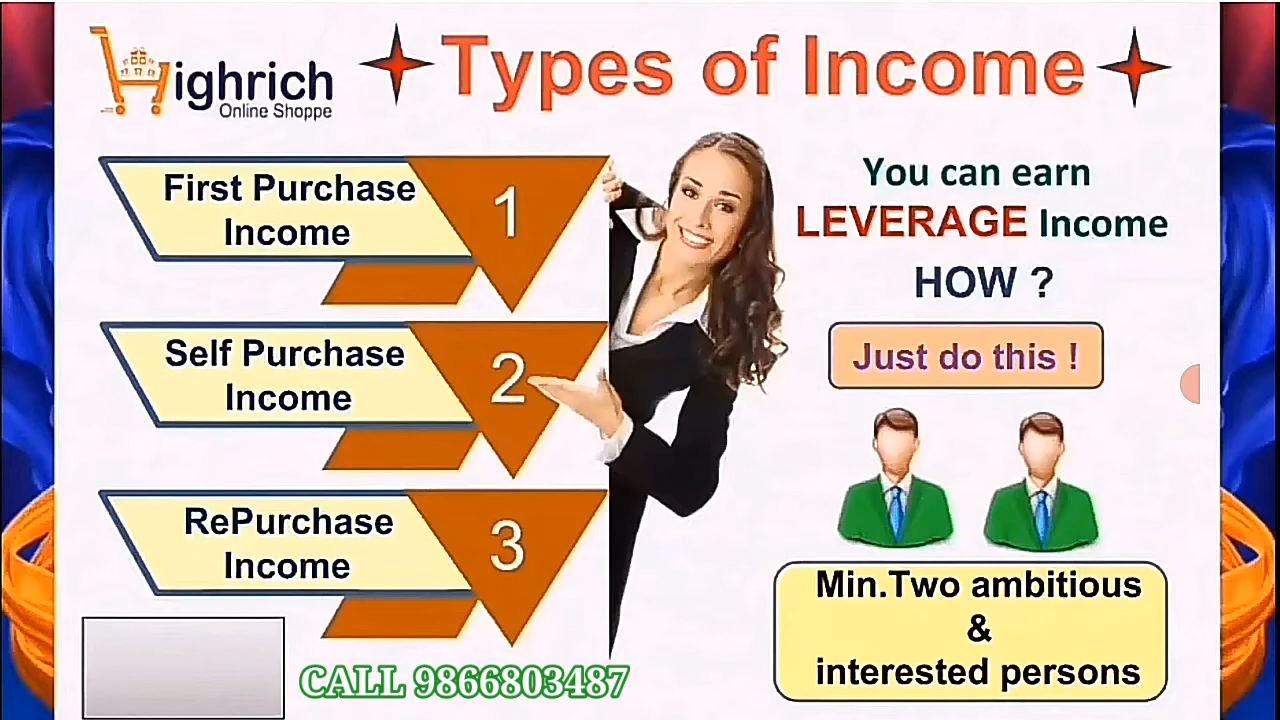 Highrich
Online Shoppe
Types of Income
First Purchase
Income
1
Self Purchase
Income
2
RePurchase
Income
3
You can earn
LEVERAGE Income
HOW ?
Just do this !
Min.Two ambitious
&
interested persons
CALL 9866803487